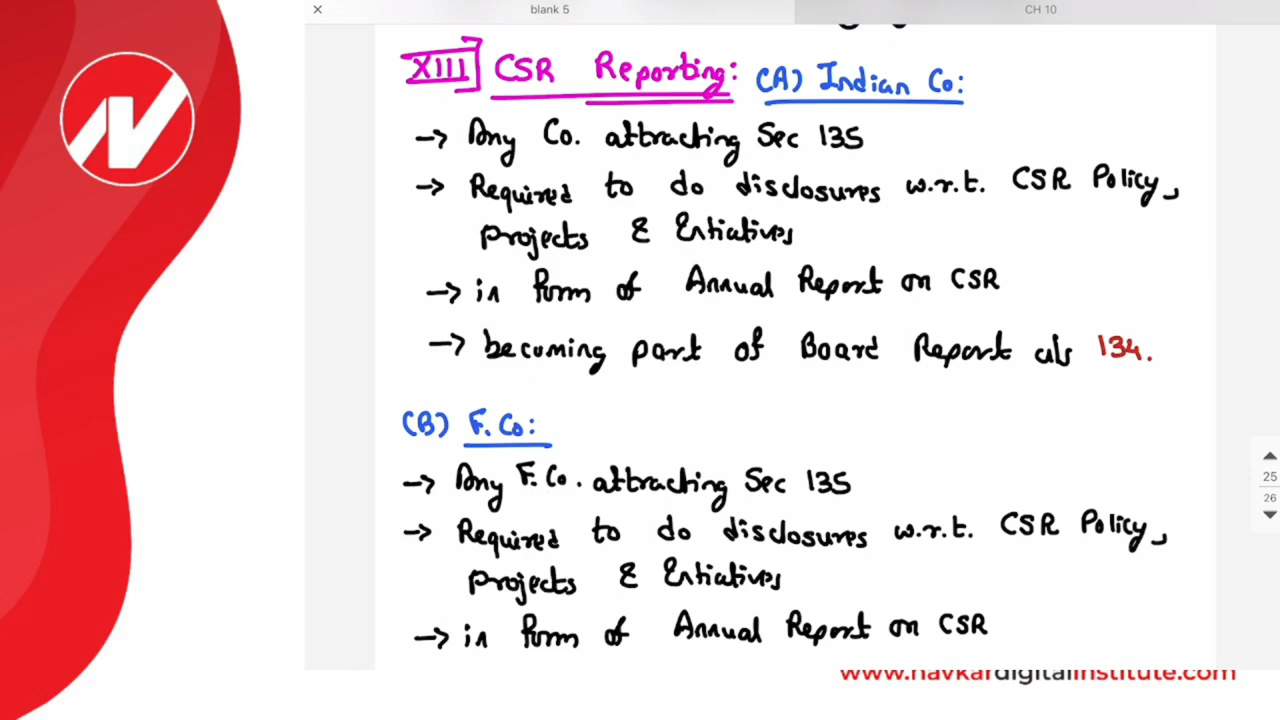 blank 5
CH 10
XIII] CSR Reporting: (A) Indian Co:
→ Any Co. attracting Sec 135
→ Required to do disclosures w.r.t. CSR Policy,
Projects & Entiatives
→ in form of Annual Report on CSR
→ becoming part of Board Report u/s 134.
(B) F. Co:
→ Any F. Co. attracting Sec 135
→ Required to do disclosures w.r.t. CSR Policy,
Projects & Entiatives
→ in form of Annual Report on CSR
25
26
www.navkardigitalinstitute.com